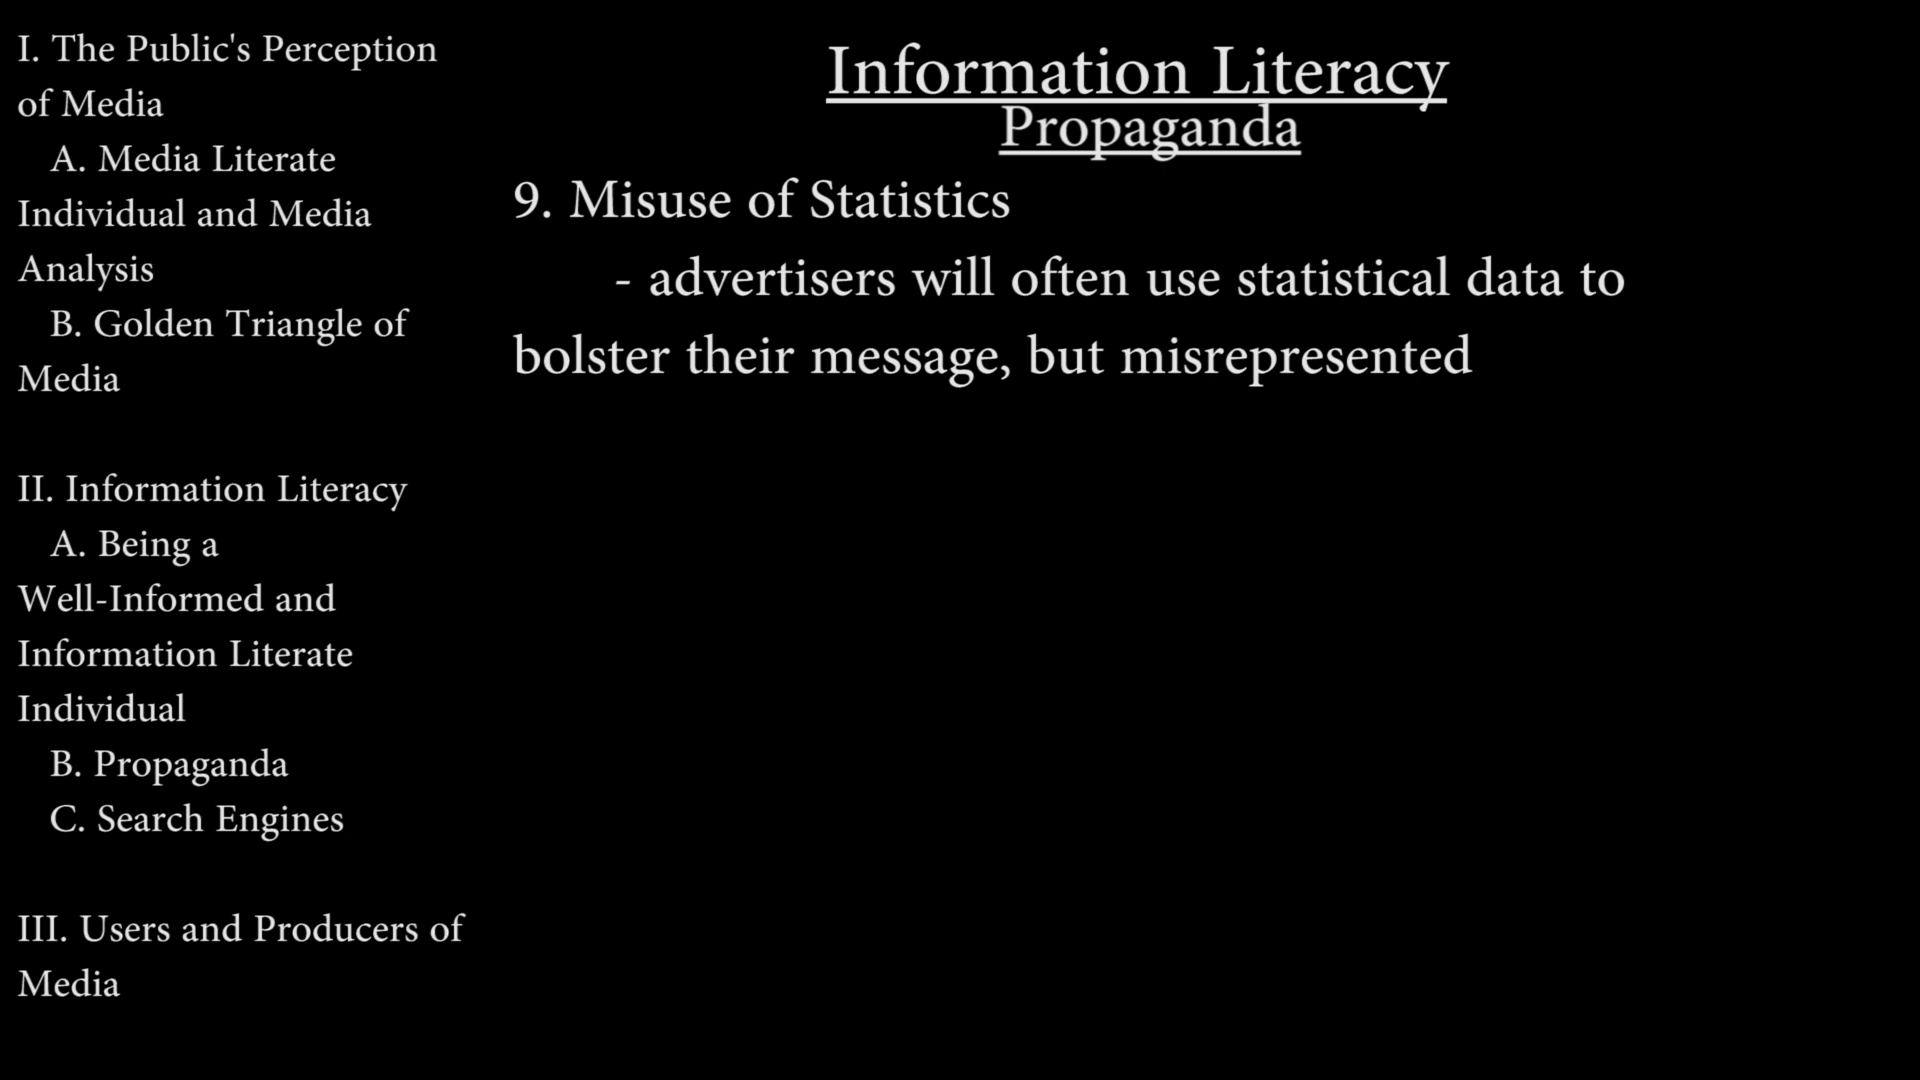 I. The Public's Perception
of Media
A. Media Literate
Individual and Media
Analysis
B. Golden Triangle of
Media
II. Information Literacy
A. Being a
Well-Informed and
Information Literate
Individual
B. Propaganda
C. Search Engines
III. Users and Producers of
Media
Information Literacy
Propaganda
9. Misuse of Statistics
- advertisers will often use statistical data to
bolster their message, but misrepresented